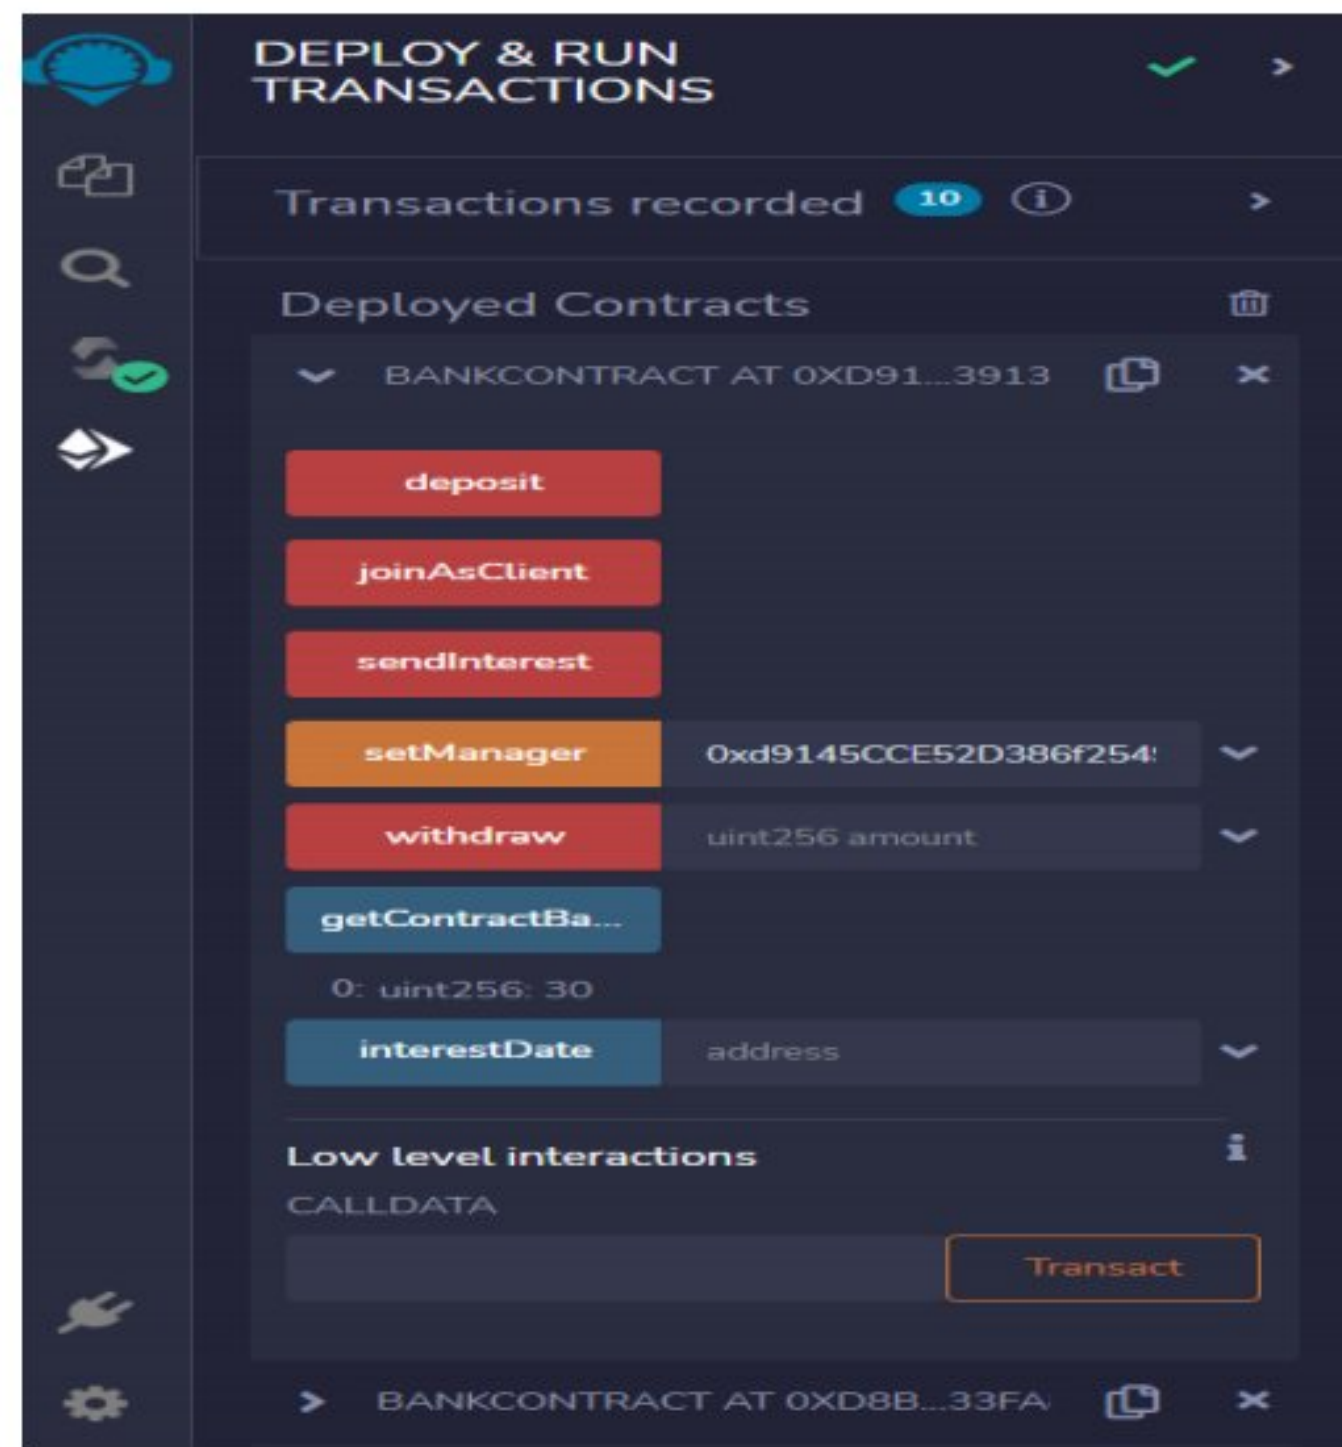 DEPLOY & RUN
TRANSACTIONS
Transactions recorded 10
Deployed Contracts
BANKCONTRACT AT 0XD91...3913
deposit
joinAsClient
sendInterest
setManager 0xd9145CCE52D386f254
withdraw uint256 amount
getContractBa...
0: uint256: 30
interestDate address
Low level interactions
CALLDATA
Transact
BANKCONTRACT AT 0XD8B...33FA